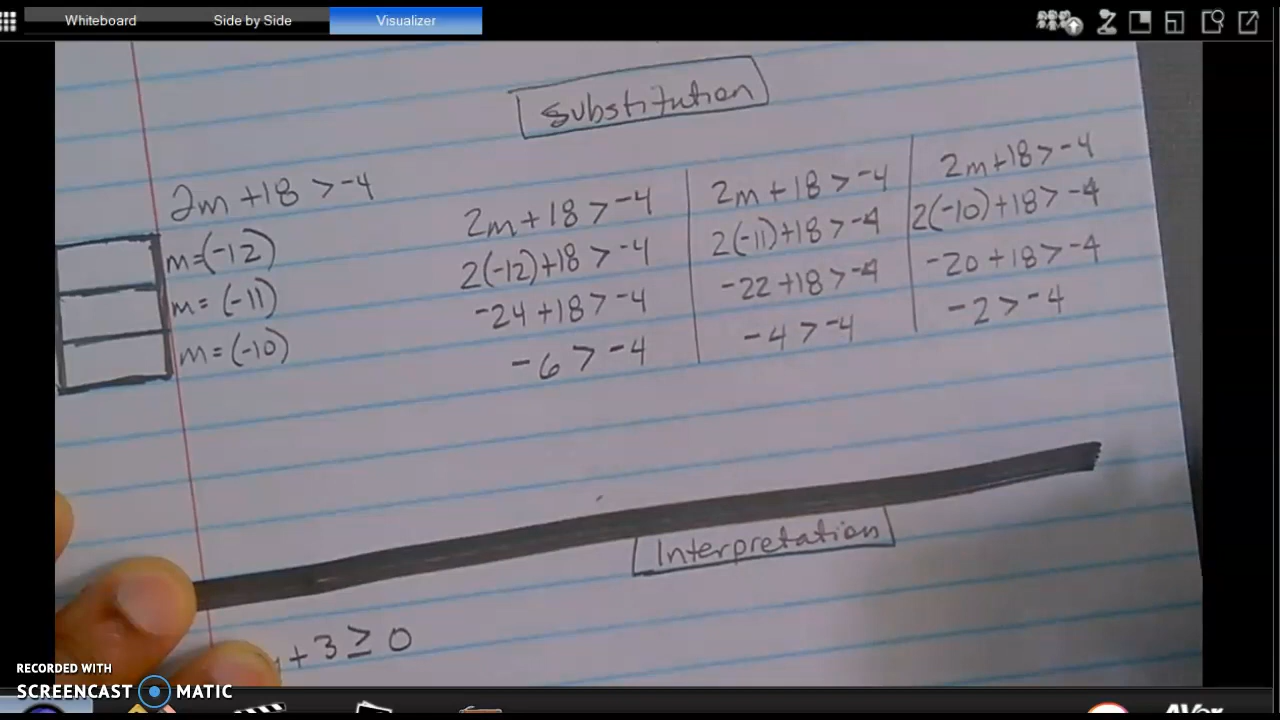 Whiteboard
Side by Side
Visualizer
Substitution
2m+18 >-4
m=(-12)
m=(-11)
m=(-10)
2m+18 >-4
2(-12)+18 >-4
-24+18>-4
-6 >-4
2m+18>-4
2(-11)+18>-4
-22+18>-4
-4>-4
2m+18>-4
2(-10)+18>-4
-20+18>-4
-2>-4
Interpretation
+3≥0
RECORDED WITH
SCREENCAST MATIC
AVer